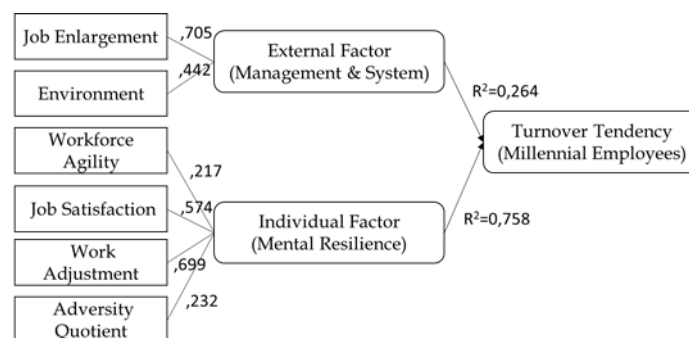 Job Enlargement
,705
External Factor
(Management & System)
,442
Environment
R²=0,264
Workforce
Agility
Turnover Tendency
(Millennial Employees)
,217
Job Satisfaction
,574
Individual Factor
(Mental Resilience)
R²=0,758
Work
Adjustment
,699
,232
Adversity
Quotient